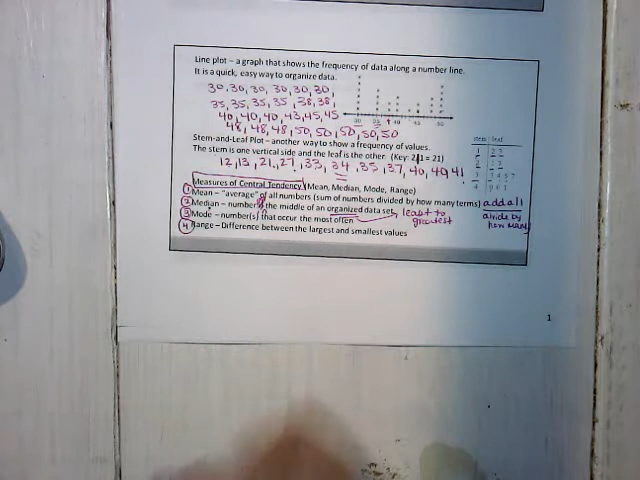 Line plot – a graph that shows the frequency of data along a number line.
It is a quick, easy way to organize data.
30, 30, 30, 30, 30, 30,
35, 35, 35, 35, 38, 38,
40, 40, 40, 43, 45, 45
48, 48, 48, 50, 50, 50, 50, 50
Stem-and-Leaf Plot – another way to show a frequency of values.
The stem is one vertical side and the leaf is the other. (Key: 2|1 = 21)
12, 13, 21, 27, 33, 34, 35, 37, 40, 40, 41
stem leaf
Measures of Central Tendency (Mean, Median, Mode, Range)
1 Mean – "average" of all numbers (sum of numbers divided by how many terms) add all
divide by
how many
2 Median – number is the middle of an organized data set least to
greatest
3 Mode – number(s) that occur the most often
4 Range – Difference between the largest and smallest values
1